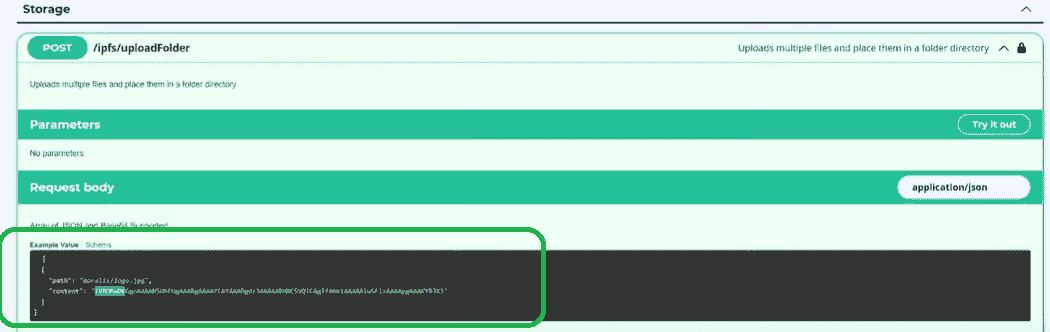 Storage
POST /ipfs/uploadFolder Uploads multiple files and place them in a folder directory
Uploads multiple files and place them in a folder directory
Parameters Try it out
No parameters
Request body application/json
Array of JSON and Base64 Supported
Example Value Schema
[
{
"path": "moralis/logo.jpg",
"content": "
}
]